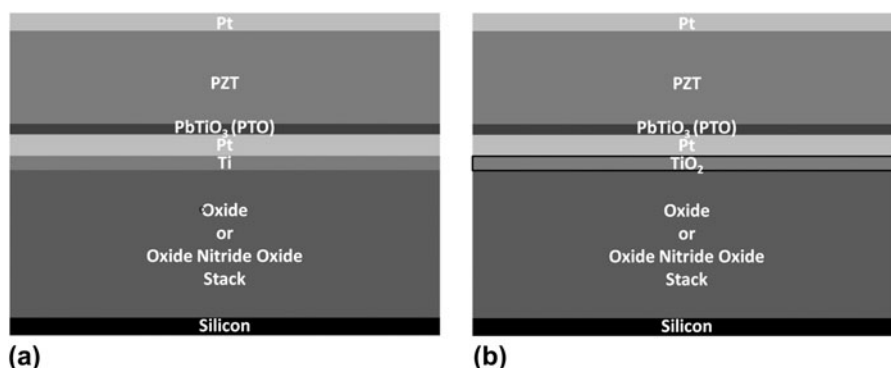 Pt
PZT
PbTiO₃ (PTO)
Pt
Ti
Oxide
or
Oxide Nitride Oxide
Stack
Silicon
(a)
Pt
PZT
PbTiO₃ (PTO)
Pt
TiO₂
Oxide
or
Oxide Nitride Oxide
Stack
Silicon
(b)